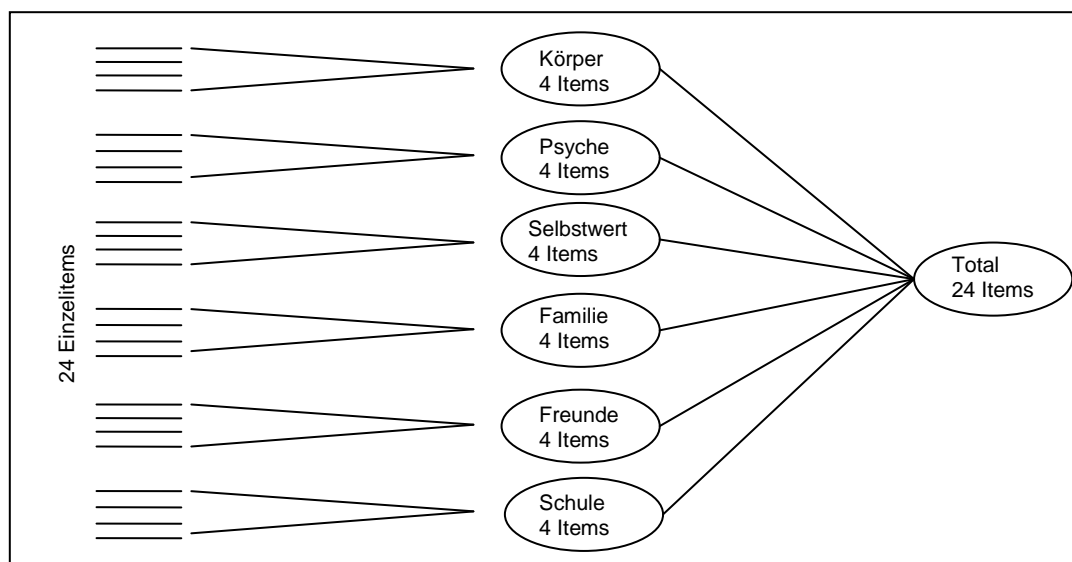 24 Einzelitems
Körper
4 Items
Psyche
4 Items
Selbstwert
4 Items
Familie
4 Items
Freunde
4 Items
Schule
4 Items
Total
24 Items